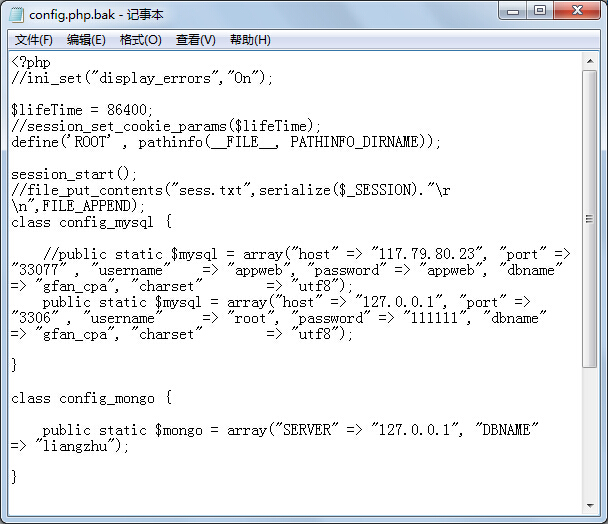 config.php.bak - 记事本
文件(F) 编辑(E) 格式(O) 查看(V) 帮助(H)
<?php
//ini_set("display_errors","On");
$lifeTime = 86400;
//session_set_cookie_params($lifeTime);
define('ROOT' , pathinfo(__FILE__, PATHINFO_DIRNAME));
session_start();
//file_put_contents("sess.txt",serialize($_SESSION)."\r
\n",FILE_APPEND);
class config_mysql {
//public static $mysql = array("host" => "117.79.80.23", "port" =>
"33077" , "username" => "appweb", "password" => "appweb", "dbname"
=> "gfan_cpa", "charset" => "utf8");
public static $mysql = array("host" => "127.0.0.1", "port" =>
"3306" , "username" => "root", "password" => "111111", "dbname"
=> "gfan_cpa", "charset" => "utf8");
}
class config_mongo {
public static $mongo = array("SERVER" => "127.0.0.1", "DBNAME"
=> "liangzhu");
}